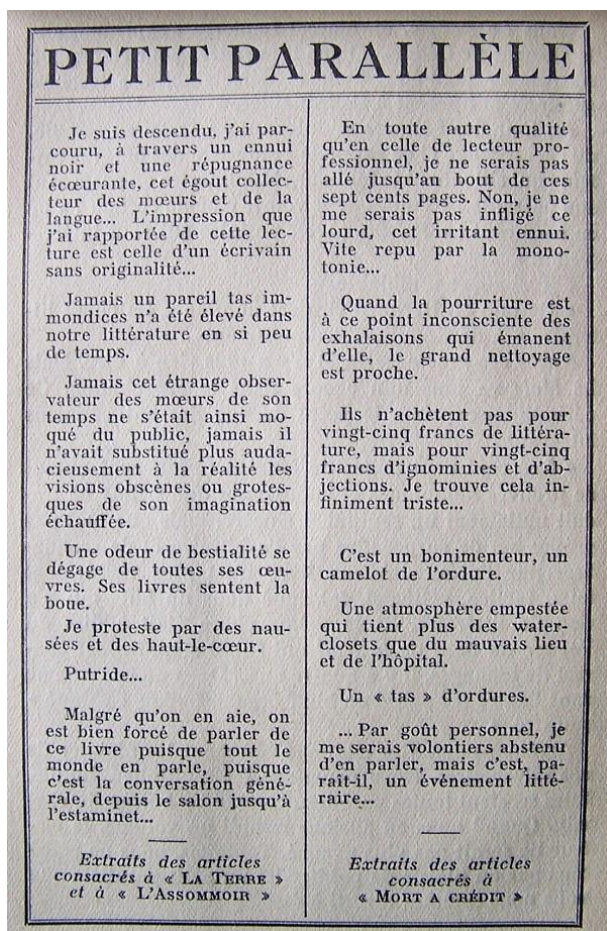 PETIT PARALLÈLE
Je suis descendu, j'ai par-
couru, à travers un ennui
noir et une répugnance
écœurante, cet égout collec-
teur des mœurs et de la
langue... L'impression que
j'ai rapportée de cette lec-
ture est celle d'un écrivain
sans originalité...
Jamais un pareil tas im-
mondices n'a été élevé dans
notre littérature en si peu
de temps.
Jamais cet étrange obser-
vateur des mœurs de son
temps ne s'était ainsi mo-
qué du public, jamais il
n'avait substitué plus auda-
cieusement à la réalité les
visions obscènes ou grotes-
ques de son imagination
échauffée.
Une odeur de bestialité se
dégage de toutes ses œu-
vres. Ses livres sentent la
boue.
Je proteste par des nau-
sées et des haut-le-cœur.
Putride...
Malgré qu'on en aie, on
est bien forcé de parler de
ce livre puisque tout le
monde en parle, puisque
c'est la conversation géné-
rale, depuis le salon jusqu'à
l'estaminet...
Extraits des articles
consacrés à « LA TERRE »
et à « L'ASSOMMOIR »
En toute autre qualité
qu'en celle de lecteur pro-
fessionnel, je ne serais pas
allé jusqu'au bout de ces
sept cents pages. Non, je ne
me serais pas infligé ce
lourd, cet irritant ennui.
Vite repu par la mono-
tonie...
Quand la pourriture est
à ce point inconsciente des
exhalaisons qui émanent
d'elle, le grand nettoyage
est proche.
Ils n'achètent pas pour
vingt-cinq francs de littéra-
ture, mais pour vingt-cinq
francs d'ignominies et d'ab-
jections. Je trouve cela in-
finiment triste...
C'est un bonimenteur, un
camelot de l'ordure.
Une atmosphère empestée
qui tient plus des water-
closets que du mauvais lieu
et de l'hôpital.
Un « tas » d'ordures.
... Par goût personnel, je
me serais volontiers abstenu
d'en parler, mais c'est, pa-
raît-il, un événement litté-
raire...
Extraits des articles
consacrés à
« MORT A CRÉDIT »